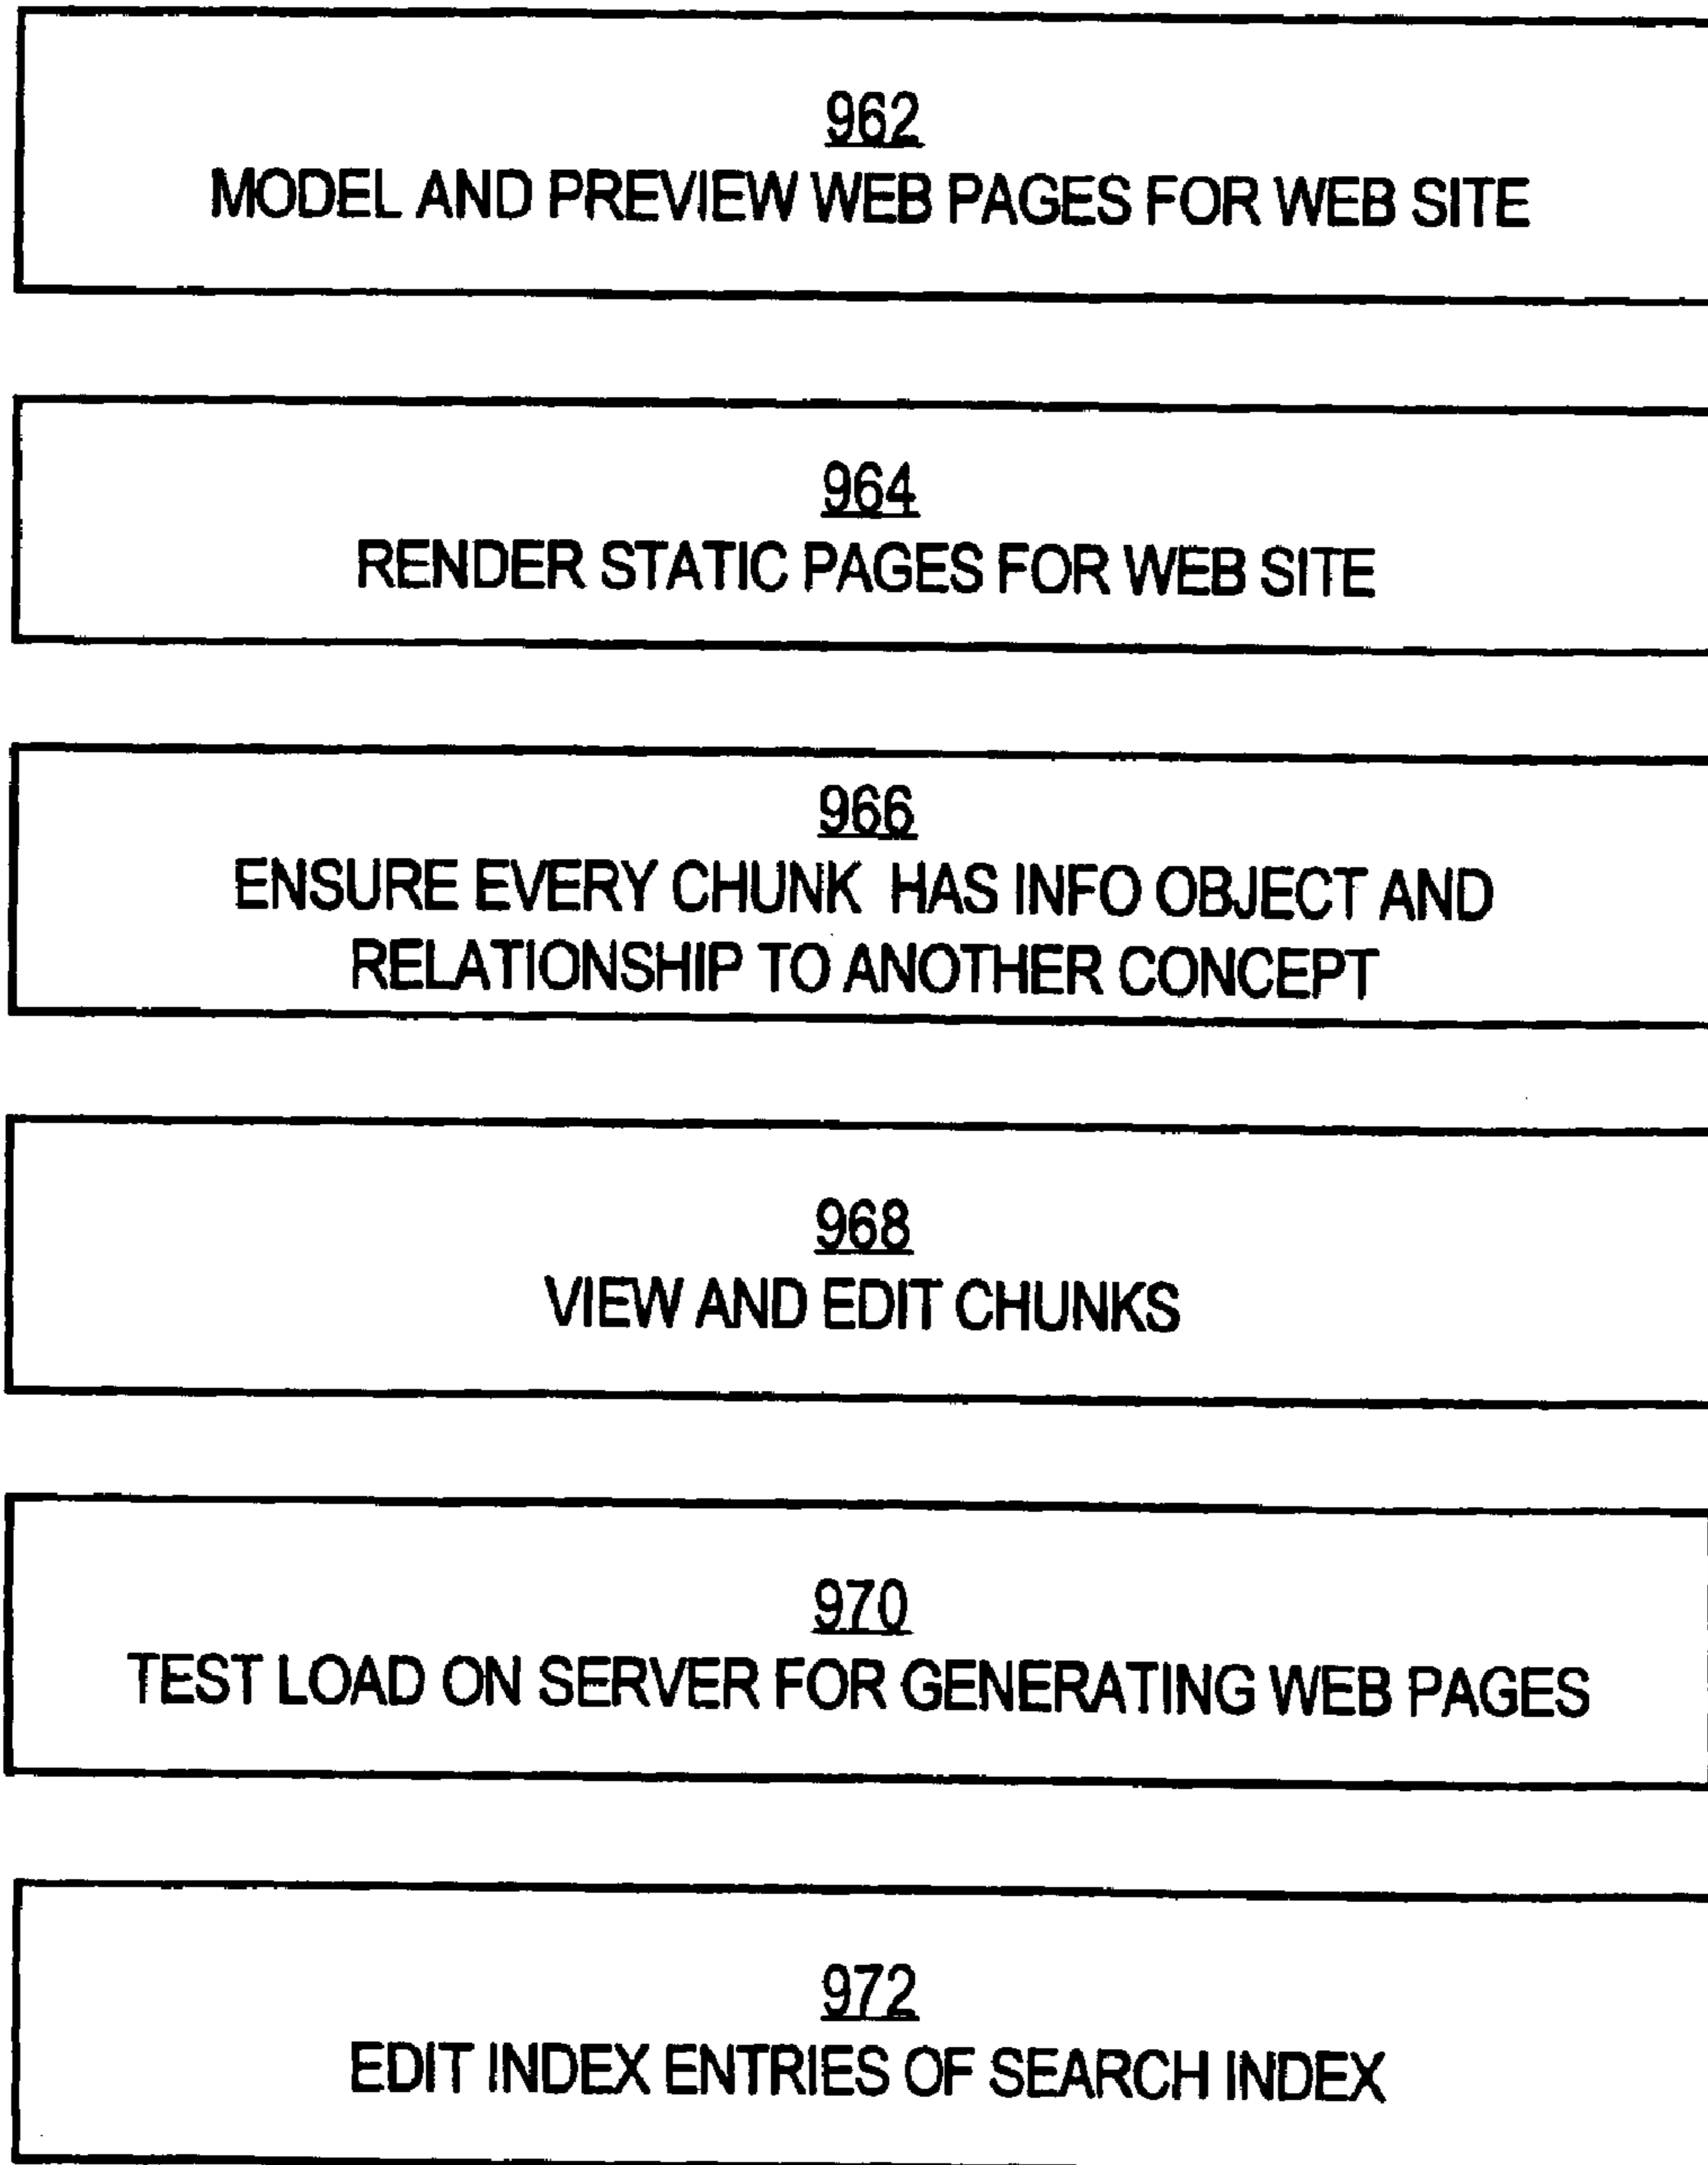 962
MODEL AND PREVIEW WEB PAGES FOR WEB SITE
964
RENDER STATIC PAGES FOR WEB SITE
966
ENSURE EVERY CHUNK HAS INFO OBJECT AND
RELATIONSHIP TO ANOTHER CONCEPT
968
VIEW AND EDIT CHUNKS
970
TEST LOAD ON SERVER FOR GENERATING WEB PAGES
972
EDIT INDEX ENTRIES OF SEARCH INDEX